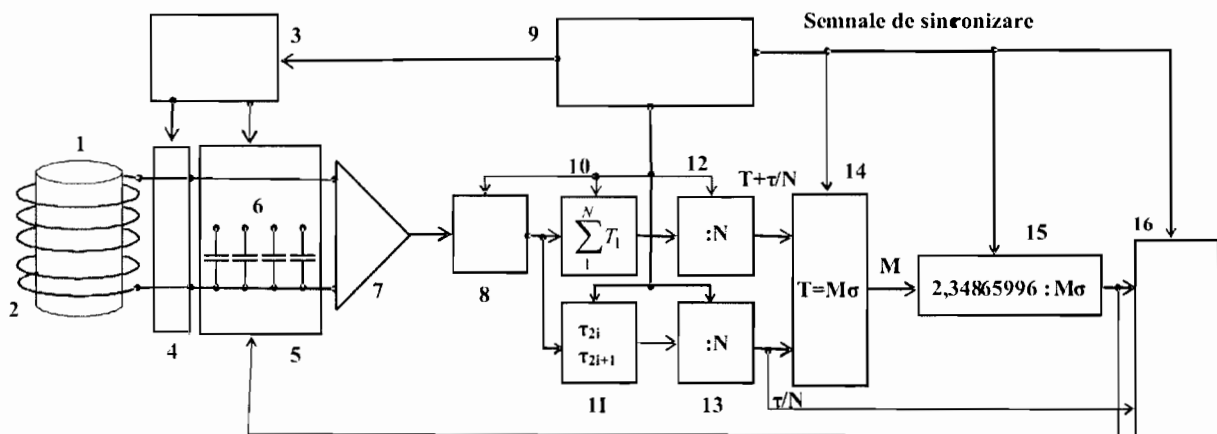 Semnale de sincronizare
3
9
1
10
12
14
T+τ/N
6
16
15
N
∑ T₁
1
:N
M
2
7
8
T=Mσ
2,34865996 : Mσ
τ₂ᵢ
τ₂ᵢ₊₁
:N
4
5
11
13
τ/N